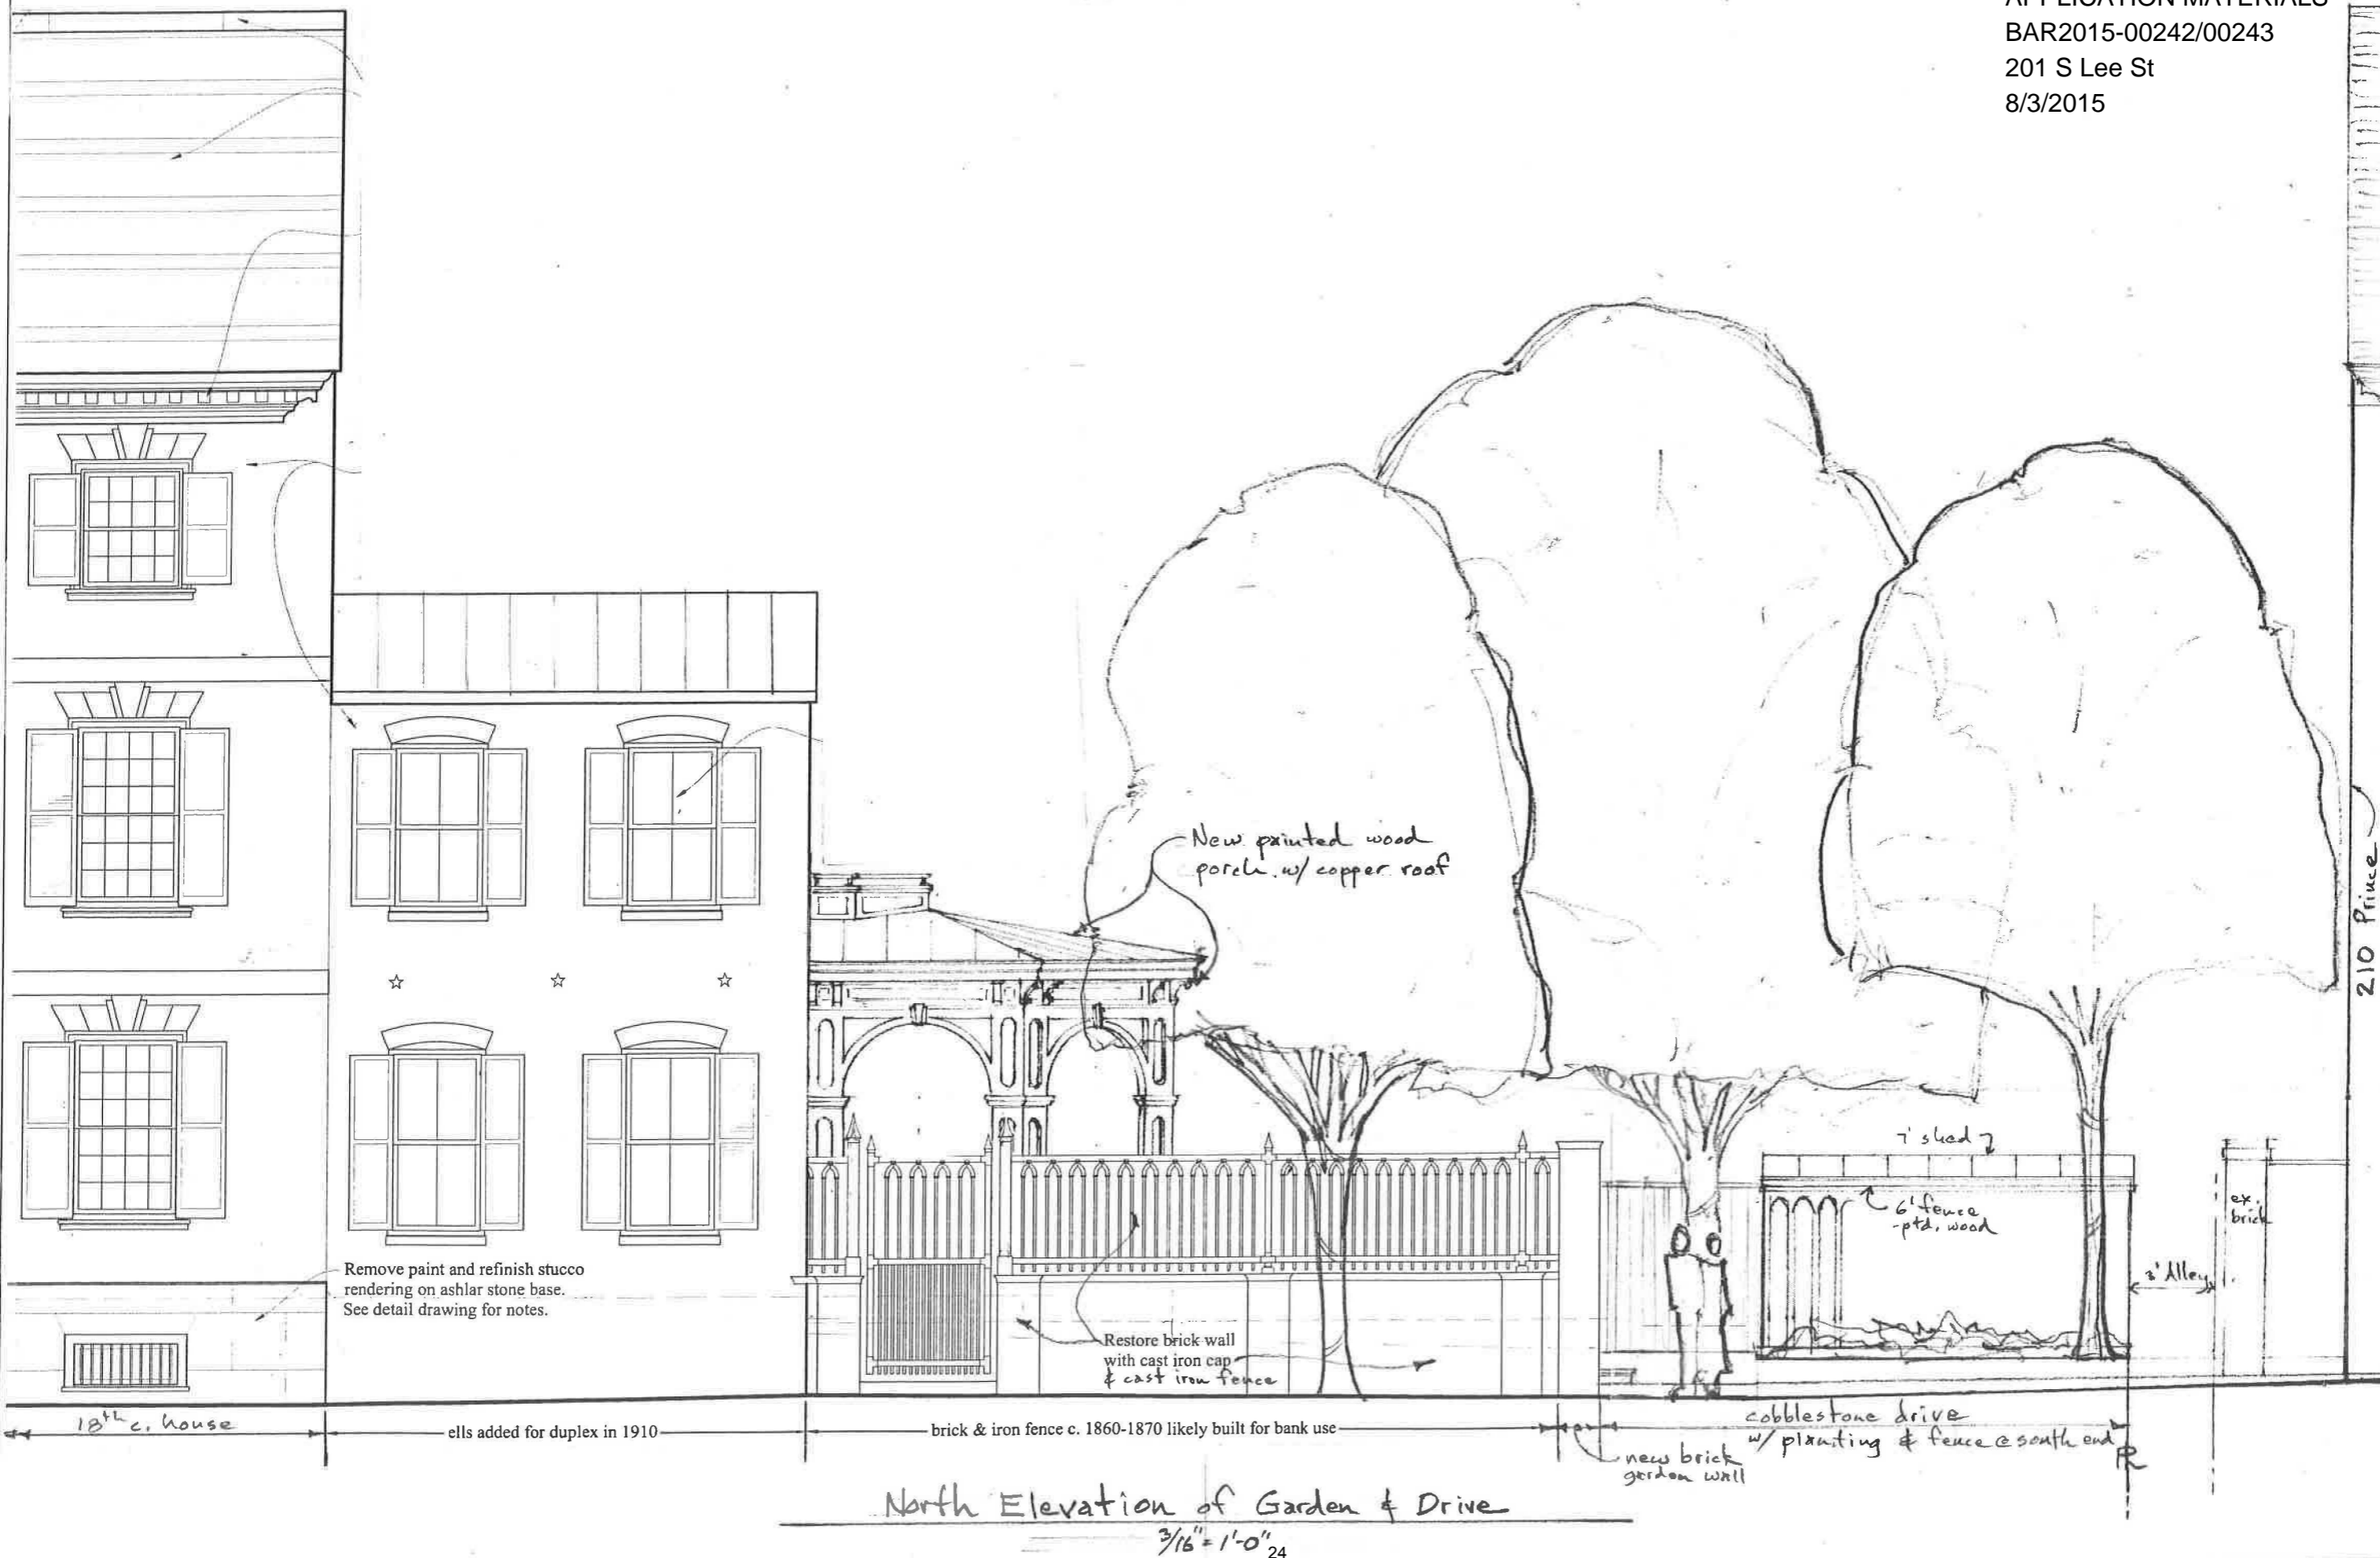 APPLICATION MATERIALS
BAR2015-00242/00243
201 S Lee St
8/3/2015
New painted wood
porch w/ copper roof
210 Prince
7' shed
6' fence
-ptd. wood
ex.
brick
3' Alley
Remove paint and refinish stucco
rendering on ashlar stone base.
See detail drawing for notes.
Restore brick wall
with cast iron cap
& cast iron fence
18th c. house
ells added for duplex in 1910
brick & iron fence c. 1860-1870 likely built for bank use
new brick
garden wall
cobblestone drive
w/ planting & fence @ south end
PL
North Elevation of Garden & Drive
3/16" = 1'-0"
24